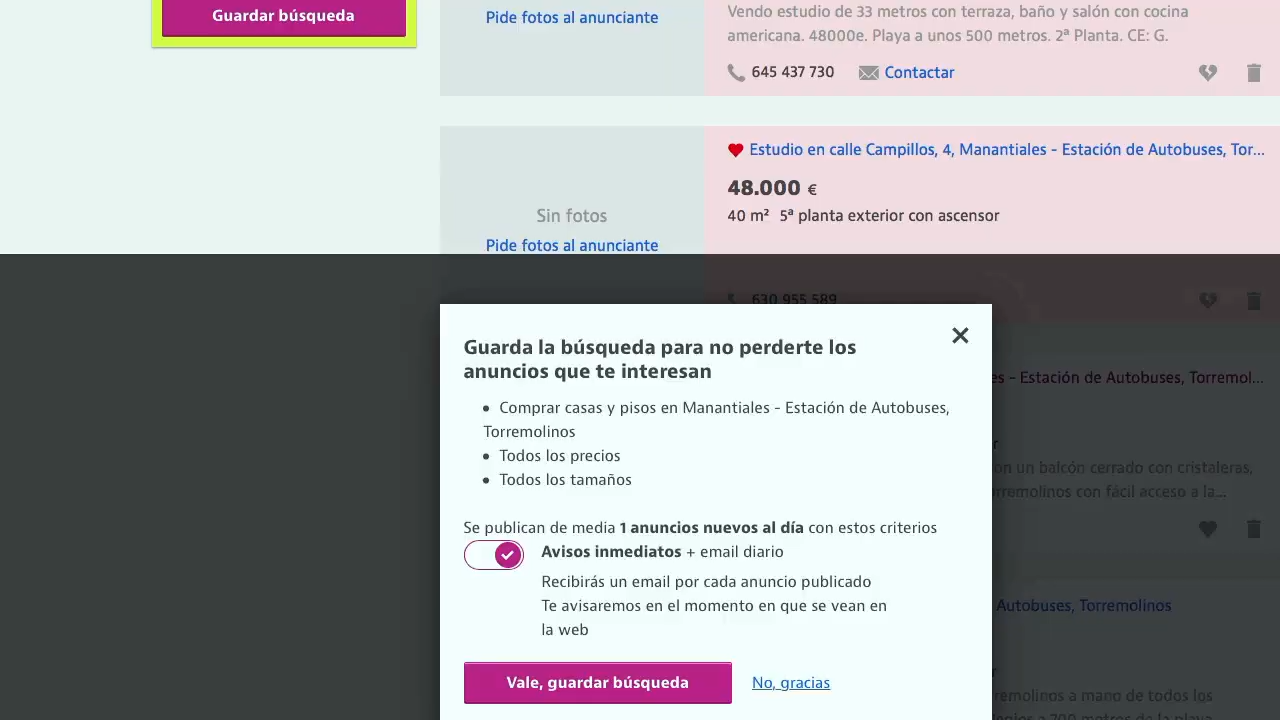 Guardar búsqueda
Pide fotos al anunciante
Vendo estudio de 33 metros con terraza, baño y salón con cocina
americana. 48000e. Playa a unos 500 metros. 2ª Planta. CE: G.
645 437 730 Contactar
Estudio en calle Campillos, 4, Manantiales - Estación de Autobuses, Tor...
48.000 €
40 m² 5ª planta exterior con ascensor
Sin fotos
Pide fotos al anunciante
630 955 589
Guarda la búsqueda para no perderte los
anuncios que te interesan
• Comprar casas y pisos en Manantiales - Estación de Autobuses,
Torremolinos
• Todos los precios
• Todos los tamaños
Se publican de media 1 anuncios nuevos al día con estos criterios
Avisos inmediatos + email diario
Recibirás un email por cada anuncio publicado
Te avisaremos en el momento en que se vean en
la web
Vale, guardar búsqueda No, gracias
- Estación de Autobuses, Torremol...
un balcón cerrado con cristaleras,
con fácil acceso a la...
Autobuses, Torremolinos
a mano de todos los
a 700 metros de la playa